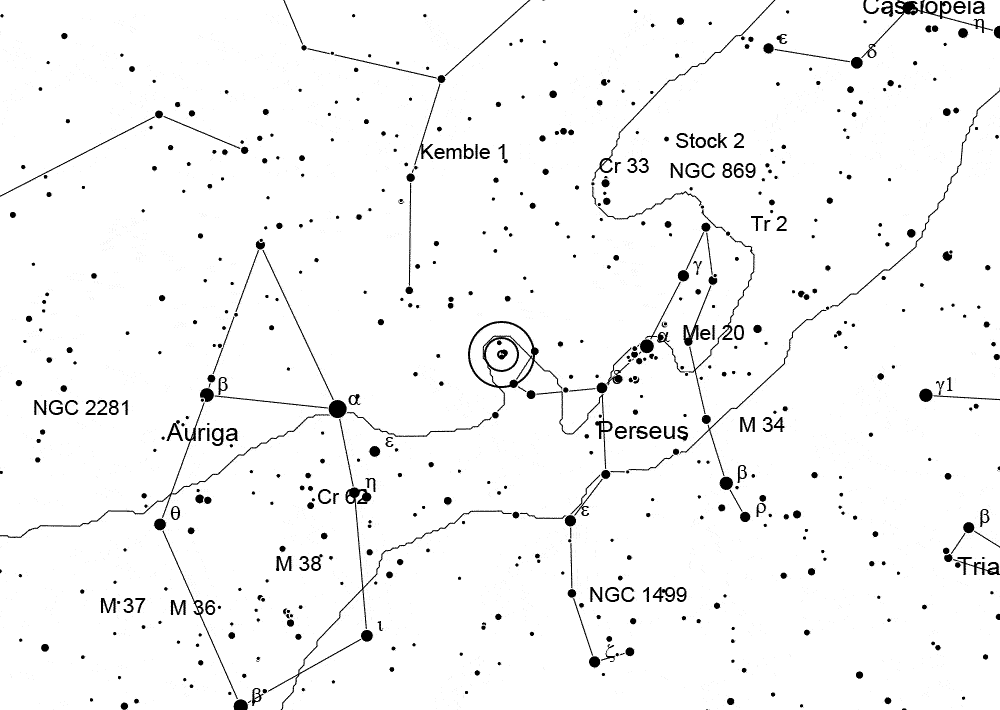 Cassiopeia
η
ε
δ
Stock 2
Kemble 1
Cr 33
NGC 869
Tr 2
γ
Mel 20
α
ζ
β
γ1
α
NGC 2281
M 34
Auriga
Perseus
ε
β
η
Cr 62
ρ
θ
ε
β
M 38
Tria
NGC 1499
M 37
M 36
ι
ξ
β